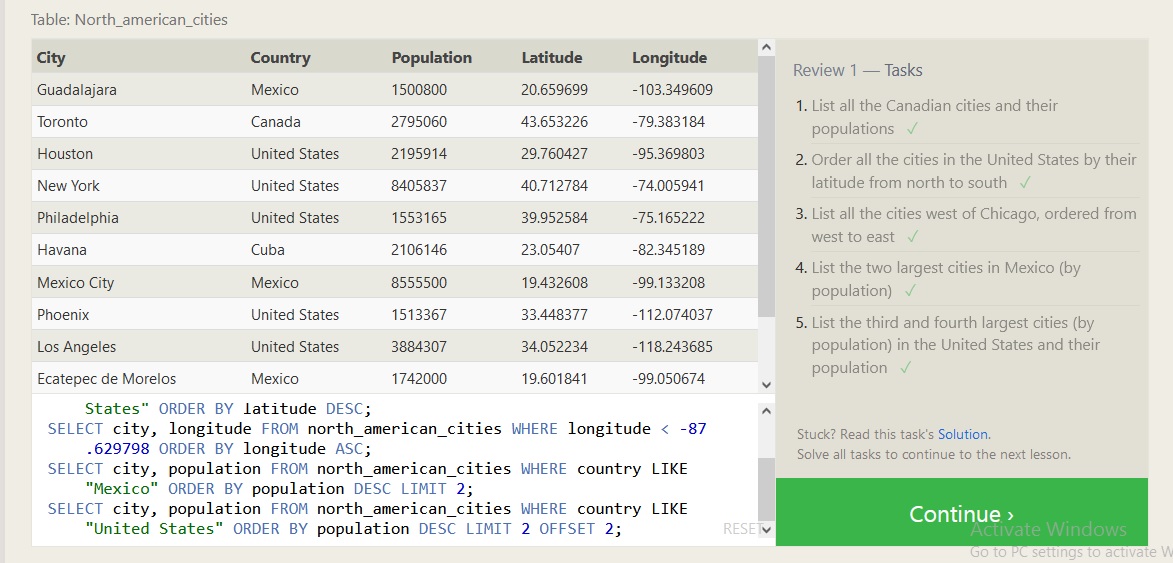 Table: North_american_cities
City Country Population Latitude Longitude
Guadalajara Mexico 1500800 20.659699 -103.349609
Toronto Canada 2795060 43.653226 -79.383184
Houston United States 2195914 29.760427 -95.369803
New York United States 8405837 40.712784 -74.005941
Philadelphia United States 1553165 39.952584 -75.165222
Havana Cuba 2106146 23.05407 -82.345189
Mexico City Mexico 8555500 19.432608 -99.133208
Phoenix United States 1513367 33.448377 -112.074037
Los Angeles United States 3884307 34.052234 -118.243685
Ecatepec de Morelos Mexico 1742000 19.601841 -99.050674
States" ORDER BY latitude DESC;
SELECT city, longitude FROM north_american_cities WHERE longitude < -87
.629798 ORDER BY longitude ASC;
SELECT city, population FROM north_american_cities WHERE country LIKE
"Mexico" ORDER BY population DESC LIMIT 2;
SELECT city, population FROM north_american_cities WHERE country LIKE
"United States" ORDER BY population DESC LIMIT 2 OFFSET 2;
RESET
Review 1 — Tasks
1. List all the Canadian cities and their
populations ✓
2. Order all the cities in the United States by their
latitude from north to south ✓
3. List all the cities west of Chicago, ordered from
west to east ✓
4. List the two largest cities in Mexico (by
population) ✓
5. List the third and fourth largest cities (by
population) in the United States and their
population ✓
Stuck? Read this task's Solution.
Solve all tasks to continue to the next lesson.
Continue ›
Activate Windows
Go to PC settings to activate W